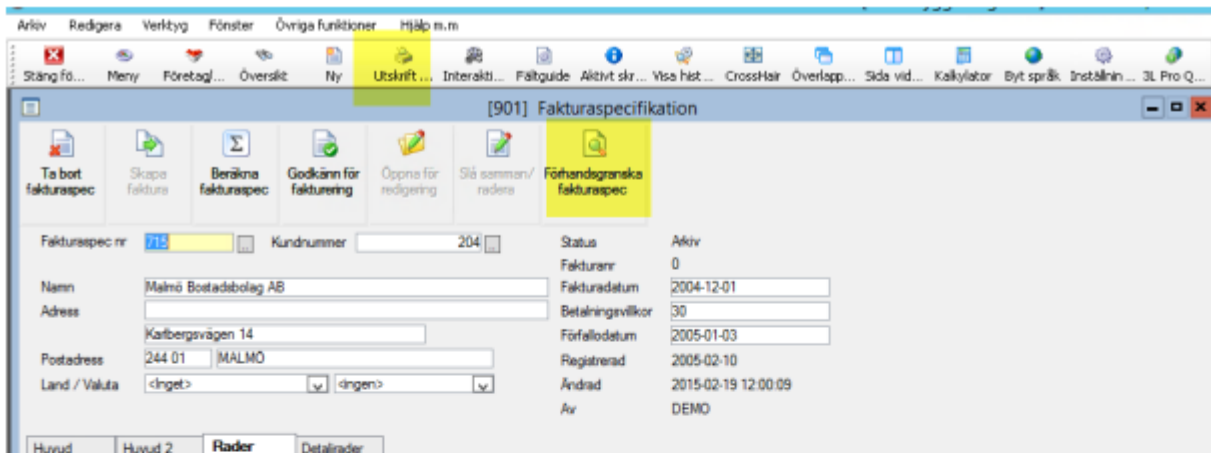 Arkiv Redigera Verktyg Fönster Övriga funktioner Hjälp m.m
Stäng fö... Meny Företag/... Översikt Ny Utskrift ... Interakti... Fältguide Aktivt skr... Visa hist... CrossHair Överlapp... Sida vid... Kalkylator Byt språk Inställnin... 3L Pro Q...
[901] Fakturaspecifikation
Ta bort fakturaspec Skapa faktura Beräkna fakturaspec Godkänn för fakturering Öppna för redigering Slå samman/ radera Förhandsgranska fakturaspec
Fakturaspec nr 715 ... Kundnummer 204 ... Status Arkiv
Fakturanr 0
Namn Malmö Bostadsbolag AB Fakturadatum 2004-12-01
Adress Betalningsvillkor 30
Karlbergsvägen 14 Förfallodatum 2005-01-03
Postadress 244 01 MALMÖ Registrerad 2005-02-10
Land / Valuta <Inget> <ingen> Ändrad 2015-02-19 12:00:09
Av DEMO
Huvud Huvud 2 Rader Detaljrader